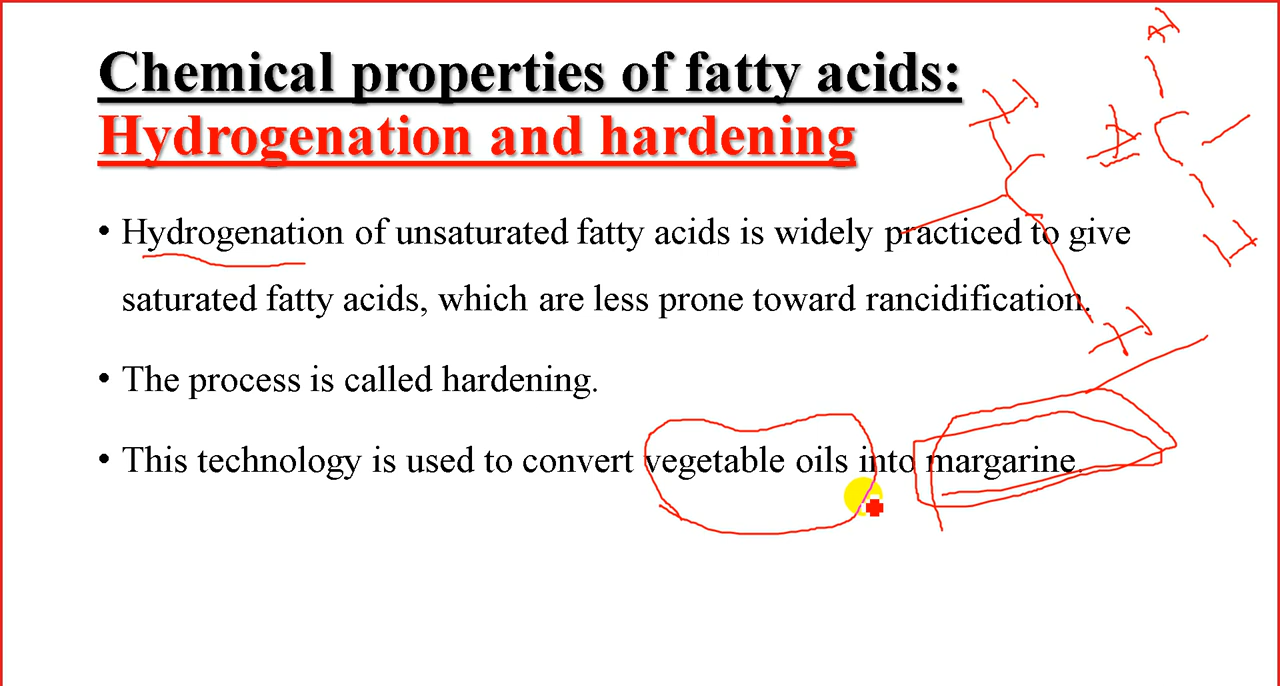 Chemical properties of fatty acids:
Hydrogenation and hardening
• Hydrogenation of unsaturated fatty acids is widely practiced to give
saturated fatty acids, which are less prone toward rancidification.
• The process is called hardening.
• This technology is used to convert vegetable oils into margarine.